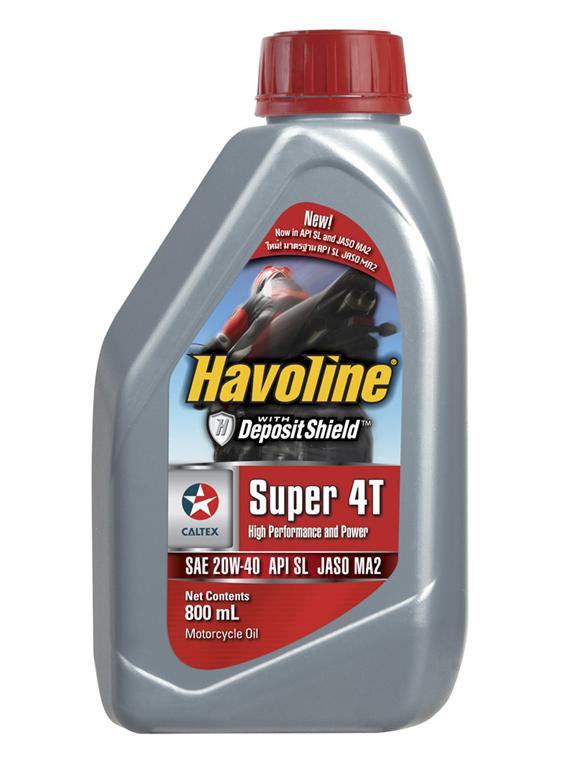 New!
Now in API SL and JASO MA2
ใหม่! มาตรฐาน API SL JASO MA2
Havoline®
H WITH
DepositShield™
Super 4T
High Performance and Power
CALTEX
SAE 20W-40 API SL JASO MA2
Net Contents
800 mL
Motorcycle Oil